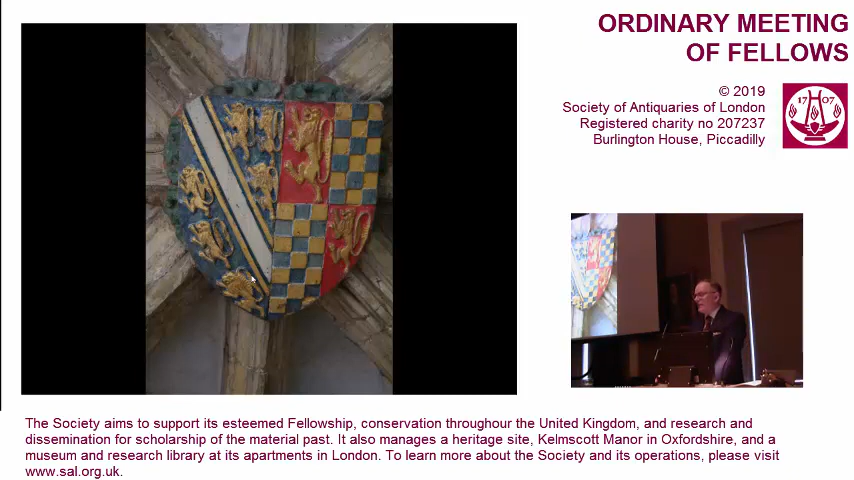 ORDINARY MEETING
OF FELLOWS
© 2019
Society of Antiquaries of London
Registered charity no 207237
Burlington House, Piccadilly
1707
The Society aims to support its esteemed Fellowship, conservation throughour the United Kingdom, and research and
dissemination for scholarship of the material past. It also manages a heritage site, Kelmscott Manor in Oxfordshire, and a
museum and research library at its apartments in London. To learn more about the Society and its operations, please visit
www.sal.org.uk.